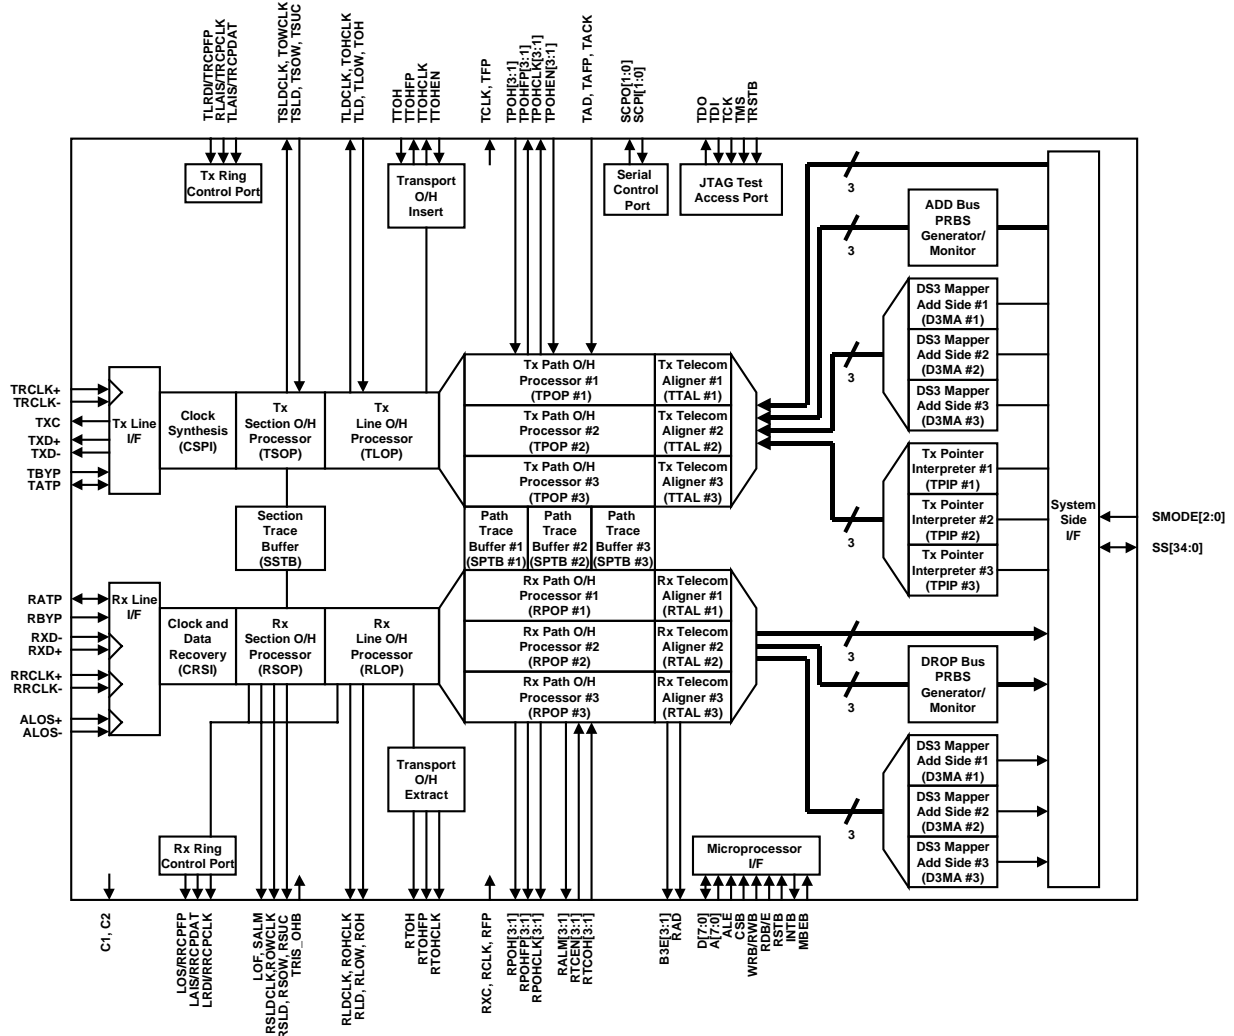 TLRDI/TRCPFP
RLAIS/TRCPCLK
TLAIS/TRCPDAT
TSLDCLK, TOWCLK
TSLD, TSOW, TSUC
TLDCLK, TOHCLK
TLD, TLOW, TOH
TTOH
TTOHFP
TTOHCLK
TTOHEN
TCLK, TFP
TPOH[3:1]
TPOHFP[3:1]
TPOHCLK[3:1]
TPOHEN[3:1]
TAD, TAFP, TACK
SCPO[1:0]
SCPI[1:0]
TDO
TDI
TCK
TMS
TRSTB
Tx Ring
Control Port
Transport
O/H
Insert
Serial
Control
Port
JTAG Test
Access Port
3
ADD Bus
PRBS
Generator/
Monitor
3
DS3 Mapper
Add Side #1
(D3MA #1)
DS3 Mapper
Add Side #2
(D3MA #2)
DS3 Mapper
Add Side #3
(D3MA #3)
3
TRCLK+
TRCLK-
TXC
TXD+
TXD-
TBYP
TATP
Tx Line
I/F
Clock
Synthesis
(CSPI)
Tx
Section O/H
Processor
(TSOP)
Tx
Line O/H
Processor
(TLOP)
Tx Path O/H
Processor #1
(TPOP #1)
Tx Path O/H
Processor #2
(TPOP #2)
Tx Path O/H
Processor #3
(TPOP #3)
Tx Telecom
Aligner #1
(TTAL #1)
Tx Telecom
Aligner #2
(TTAL #2)
Tx Telecom
Aligner #3
(TTAL #3)
Tx Pointer
Interpreter #1
(TPIP #1)
Tx Pointer
Interpreter #2
(TPIP #2)
Tx Pointer
Interpreter #3
(TPIP #3)
3
System
Side
I/F
SMODE[2:0]
SS[34:0]
Section
Trace
Buffer
(SSTB)
Path
Trace
Buffer #1
(SPTB #1)
Path
Trace
Buffer #2
(SPTB #2)
Path
Trace
Buffer #3
(SPTB #3)
RATP
RBYP
RXD-
RXD+
RRCLK+
RRCLK-
ALOS+
ALOS-
Rx Line
I/F
Clock and
Data
Recovery
(CRSI)
Rx
Section O/H
Processor
(RSOP)
Rx
Line O/H
Processor
(RLOP)
Rx Path O/H
Processor #1
(RPOP #1)
Rx Path O/H
Processor #2
(RPOP #2)
Rx Path O/H
Processor #3
(RPOP #3)
Rx Telecom
Aligner #1
(RTAL #1)
Rx Telecom
Aligner #2
(RTAL #2)
Rx Telecom
Aligner #3
(RTAL #3)
3
DROP Bus
PRBS
Generator/
Monitor
3
DS3 Mapper
Add Side #1
(D3MA #1)
DS3 Mapper
Add Side #2
(D3MA #2)
DS3 Mapper
Add Side #3
(D3MA #3)
3
Transport
O/H
Extract
Rx Ring
Control Port
Microprocessor
I/F
C1, C2
LOS/RRCPFP
LAIS/RRCPDAT
LRDI/RRCPCLK
LOF, SALM
RSLDCLK,ROWCLK
RSLD, RSOW, RSUC
TRIS_OHB
RLDCLK, ROHCLK
RLD, RLOW, ROH
RTOH
RTOHFP
RTOHCLK
RXC, RCLK, RFP
RPOH[3:1]
RPOHFP[3:1]
RPOHCLK[3:1]
RALM[3:1]
RTCEN[3:1]
RTCOH[3:1]
B3E[3:1]
RAD
D[7:0]
A[7:0]
ALE
CSB
WRB/RWB
RDB/E
RSTB
INTB
MBEB